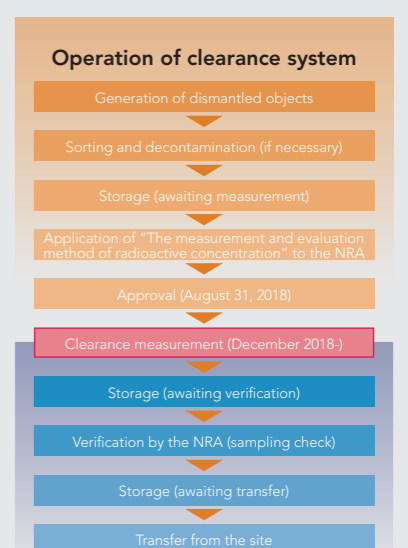 Operation of clearance system
Generation of dismantled objects
Sorting and decontamination (if necessary)
Storage (awaiting measurement)
Application of “The measurement and evaluation
method of radioactive concentration” to the NRA
Approval (August 31, 2018)
Clearance measurement (December 2018-)
Storage (awaiting verification)
Verification by the NRA (sampling check)
Storage (awaiting transfer)
Transfer from the site